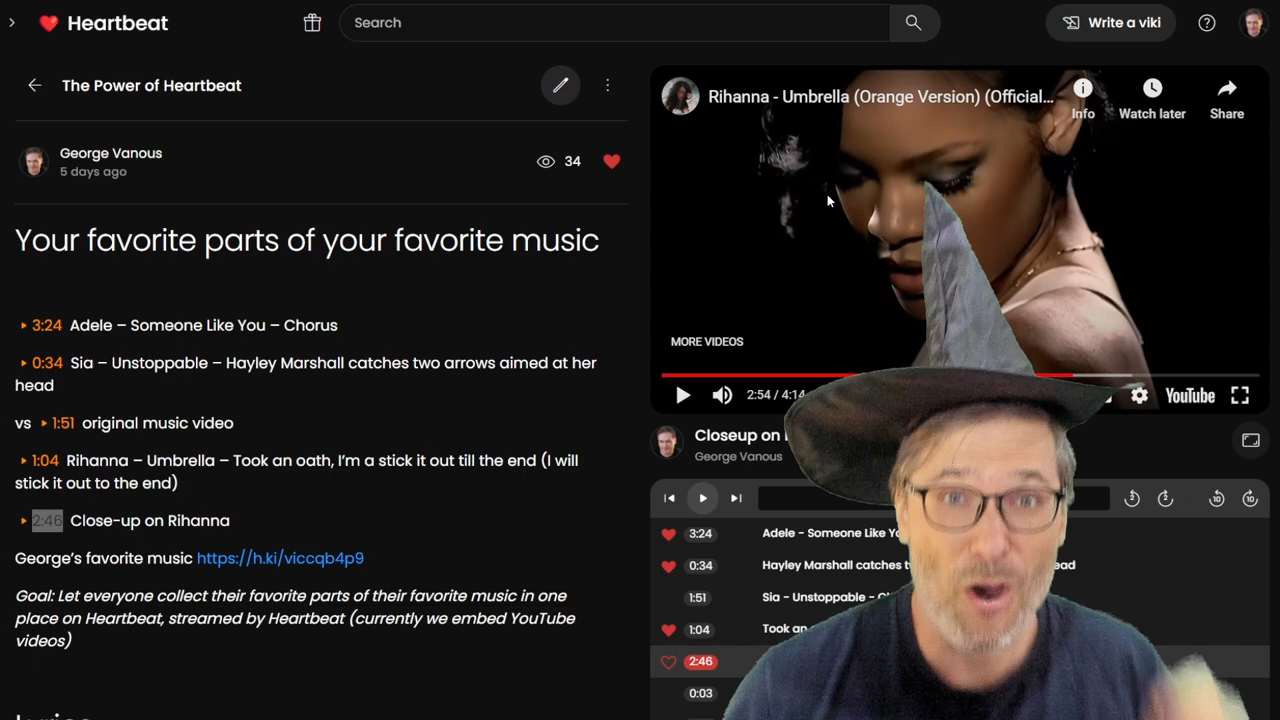 Heartbeat
Search
Write a viki
The Power of Heartbeat
George Vanous
5 days ago
34
Your favorite parts of your favorite music
3:24 Adele – Someone Like You – Chorus
0:34 Sia – Unstoppable – Hayley Marshall catches two arrows aimed at her
head
vs 1:51 original music video
1:04 Rihanna – Umbrella – Took an oath, I'm a stick it out till the end (I will
stick it out to the end)
2:46 Close-up on Rihanna
George's favorite music https://h.ki/viccqb4p9
Goal: Let everyone collect their favorite parts of their favorite music in one
place on Heartbeat, streamed by Heartbeat (currently we embed YouTube
videos)
Rihanna - Umbrella (Orange Version) (Official...
Info
Watch later
Share
MORE VIDEOS
2:54 / 4:14
YouTube
Closeup on
George Vanous
2 2 10 10
3:24 Adele - Someone Like
0:34 Hayley Marshall catches
1:51 Sia - Unstoppable -
1:04 Took an
2:46
0:03